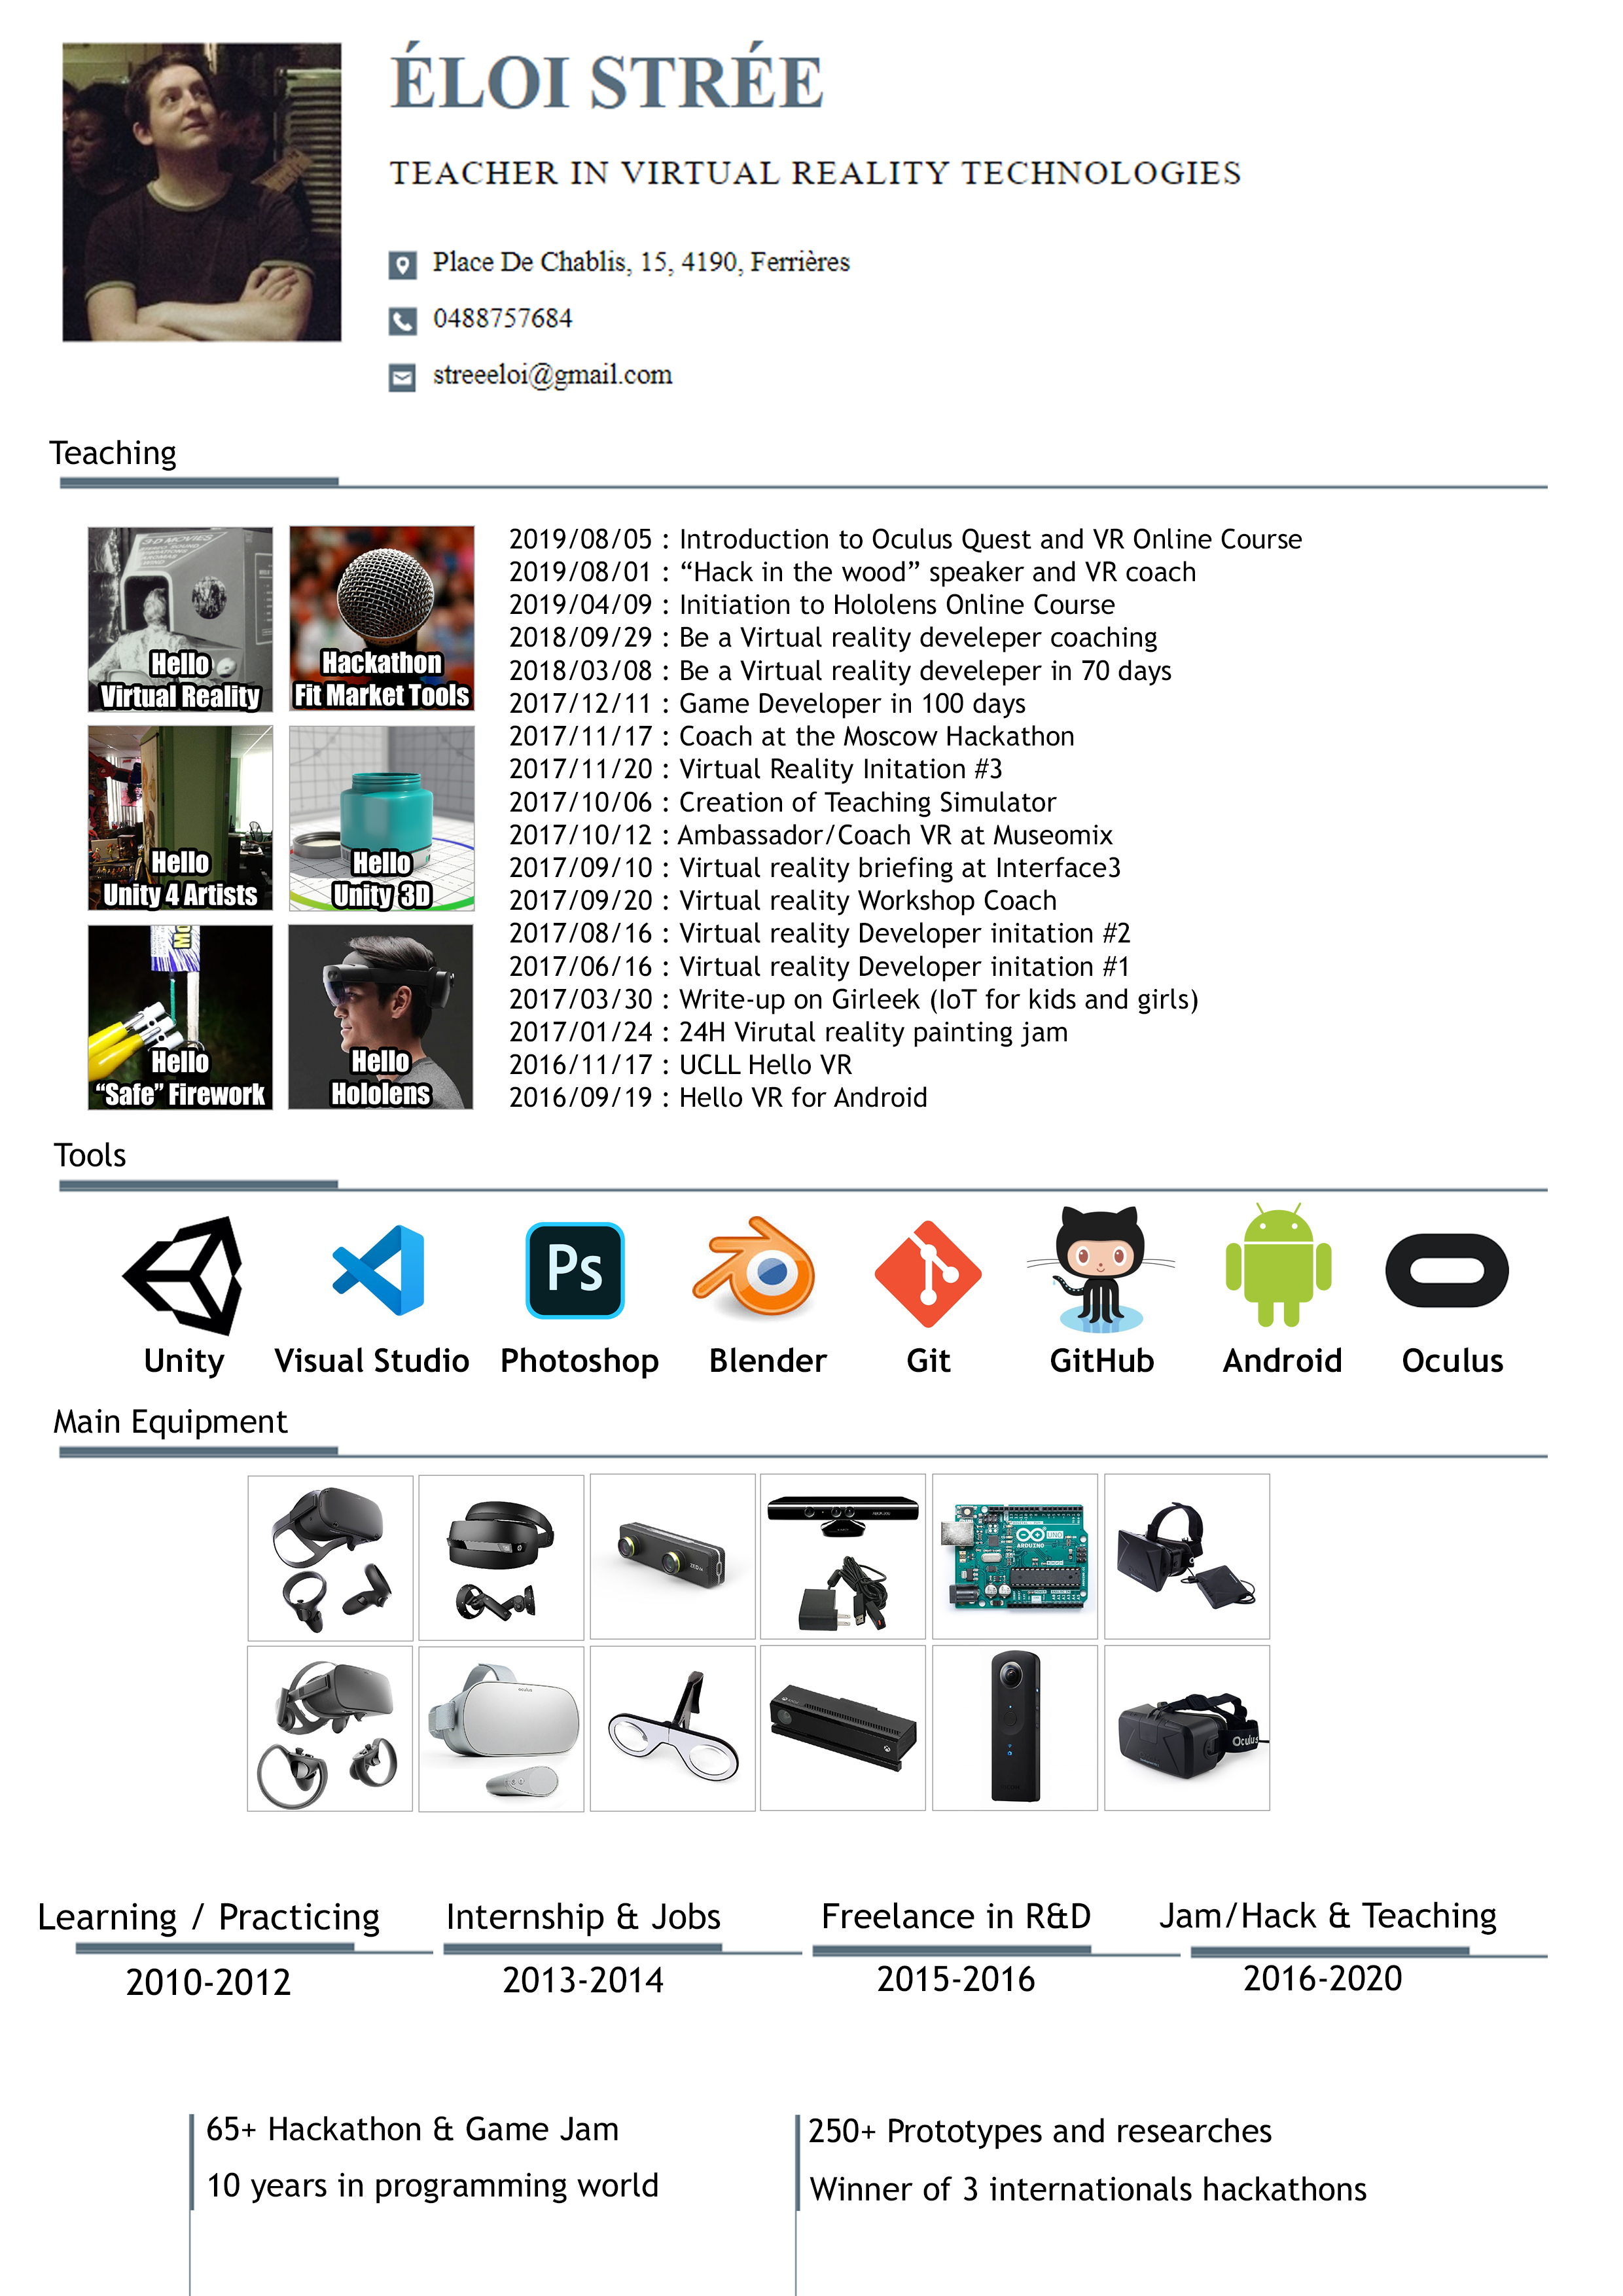 ÉLOI STRÉE
TEACHER IN VIRTUAL REALITY TECHNOLOGIES
Place De Chablis, 15, 4190, Ferrières
0488757684
streeeloi@gmail.com
Teaching
3-D MOVIES
Hello
Virtual Reality
Hackathon
Fit Market Tools
Hello
Unity 4 Artists
Hello
Unity 3D
MO
Hello
“Safe” Firework
Hello
Hololens
2019/08/05 : Introduction to Oculus Quest and VR Online Course
2019/08/01 : “Hack in the wood” speaker and VR coach
2019/04/09 : Initiation to Hololens Online Course
2018/09/29 : Be a Virtual reality develeper coaching
2018/03/08 : Be a Virtual reality developer in 70 days
2017/12/11 : Game Developer in 100 days
2017/11/17 : Coach at the Moscow Hackathon
2017/11/20 : Virtual Reality Initation #3
2017/10/06 : Creation of Teaching Simulator
2017/10/12 : Ambassador/Coach VR at Museomix
2017/09/10 : Virtual reality briefing at Interface3
2017/09/20 : Virtual reality Workshop Coach
2017/08/16 : Virtual reality Developer initation #2
2017/06/16 : Virtual reality Developer initation #1
2017/03/30 : Write-up on Girleek (IoT for kids and girls)
2017/01/24 : 24H Virutal reality painting jam
2016/11/17 : UCLL Hello VR
2016/09/19 : Hello VR for Android
Tools
Ps
Unity Visual Studio Photoshop Blender Git GitHub Android Oculus
Main Equipment
UNO
ARDUINO
Oculus
Learning / Practicing Internship & Jobs Freelance in R&D Jam/Hack & Teaching
2010-2012 2013-2014 2015-2016 2016-2020
65+ Hackathon & Game Jam
10 years in programming world
250+ Prototypes and researches
Winner of 3 internationals hackathons